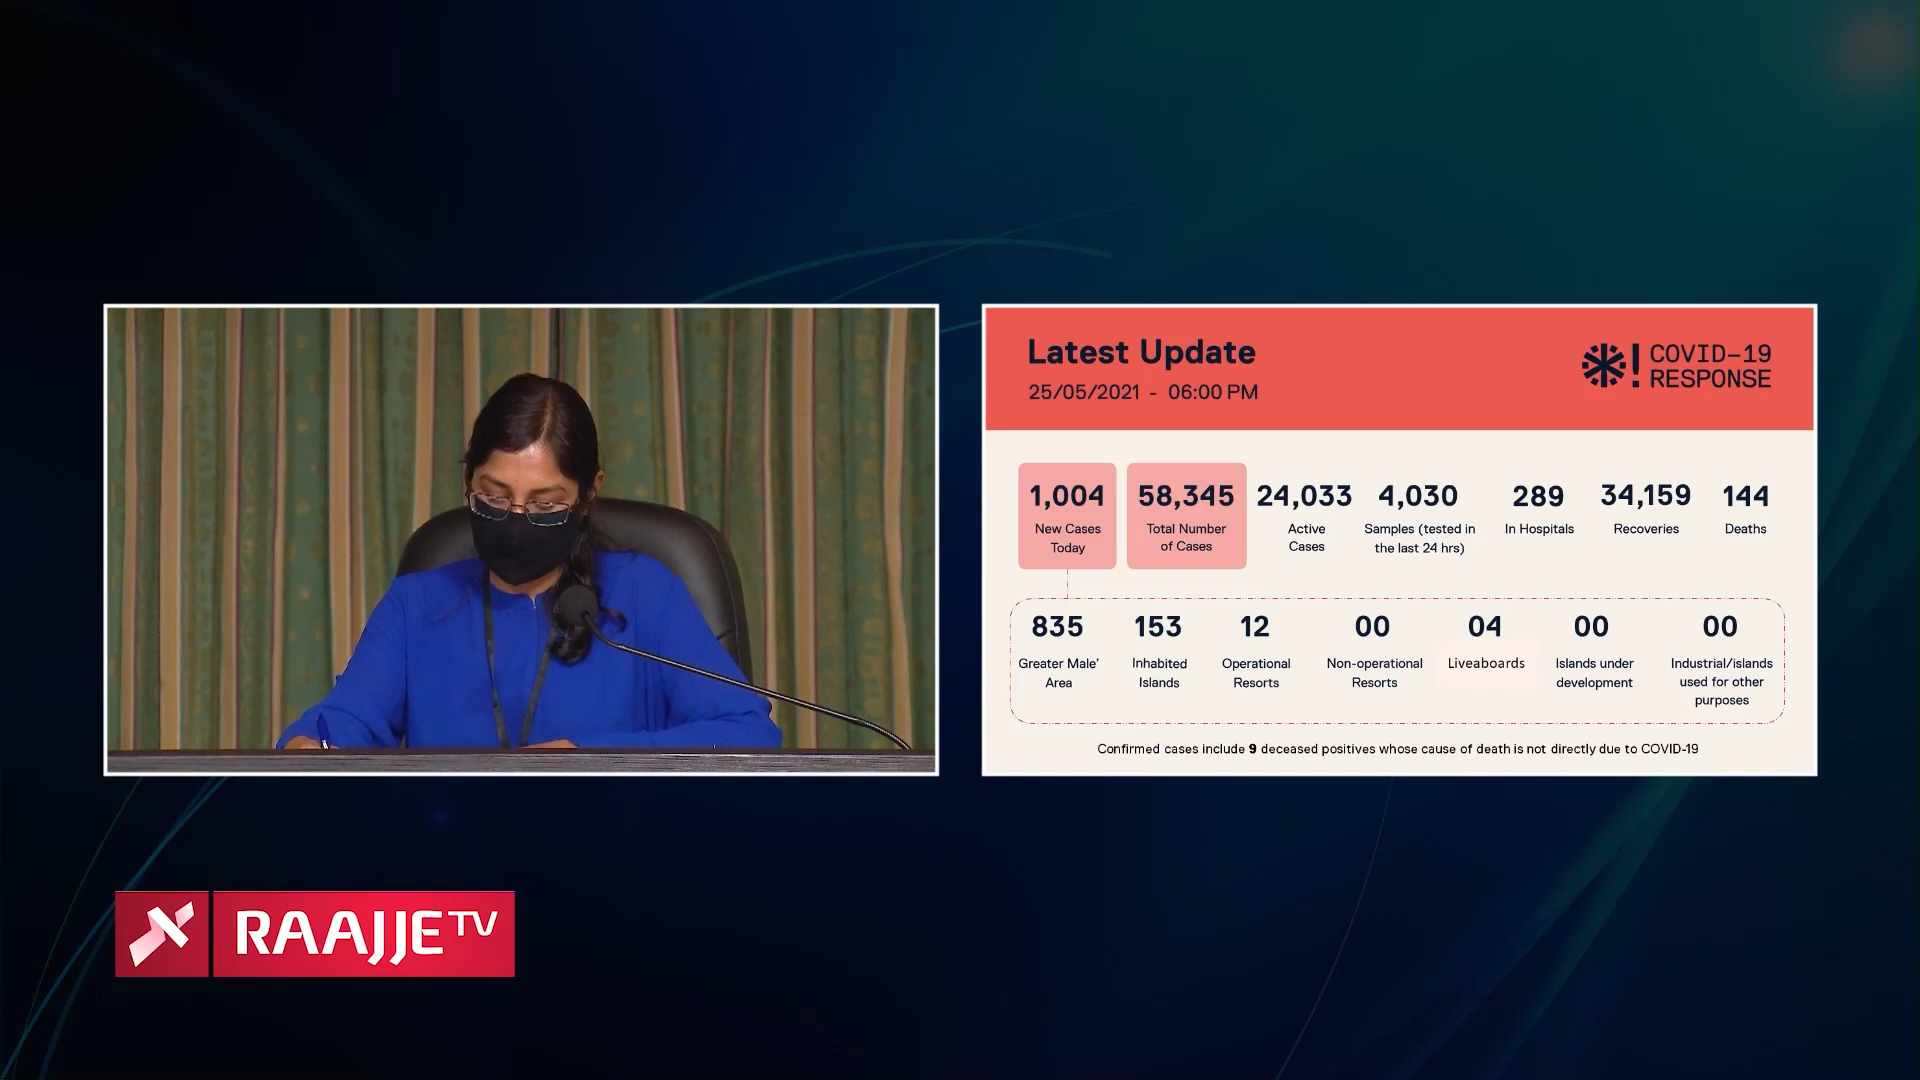 Latest Update
25/05/2021 - 06:00 PM
COVID-19
RESPONSE
1,004
New Cases
Today
58,345
Total Number
of Cases
24,033
Active
Cases
4,030
Samples (tested in
the last 24 hrs)
289
In Hospitals
34,159
Recoveries
144
Deaths
835
Greater Male'
Area
153
Inhabited
Islands
12
Operational
Resorts
00
Non-operational
Resorts
04
Liveaboards
00
Islands under
development
00
Industrial/islands
used for other
purposes
Confirmed cases include 9 deceased positives whose cause of death is not directly due to COVID-19
RAAJJE TV